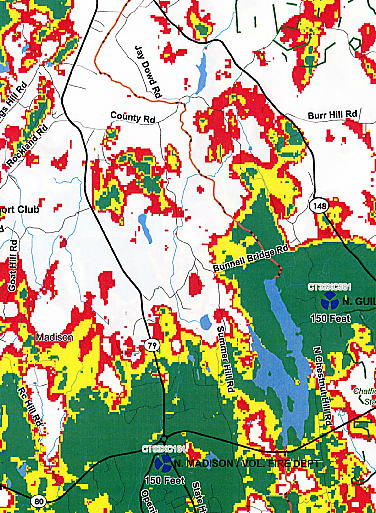 Jay Dowd Rd
gs Hill Rd
County Rd
Burr Hill Rd
Rockland Rd
ort Club
148
Goat Hill Rd
Bunnell Bridge Rd
N. GUIL
150 Feet
Madison
79
Summer Hill Rd
N Chestnut Hill Rd
N. MADISON VOL. FIRE DEPT
150 Feet
80